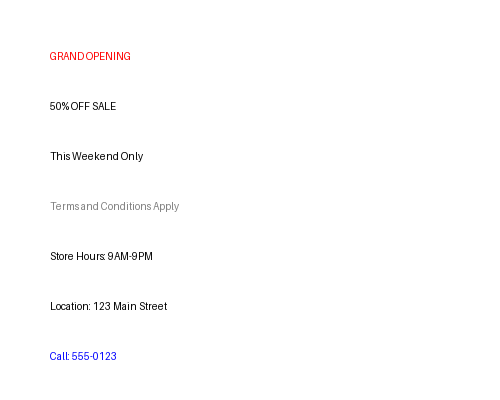 GRAND OPENING
50% OFF SALE
This Weekend Only
Terms and Conditions Apply
Store Hours: 9AM-9PM
Location: 123 Main Street
Call: 555-0123